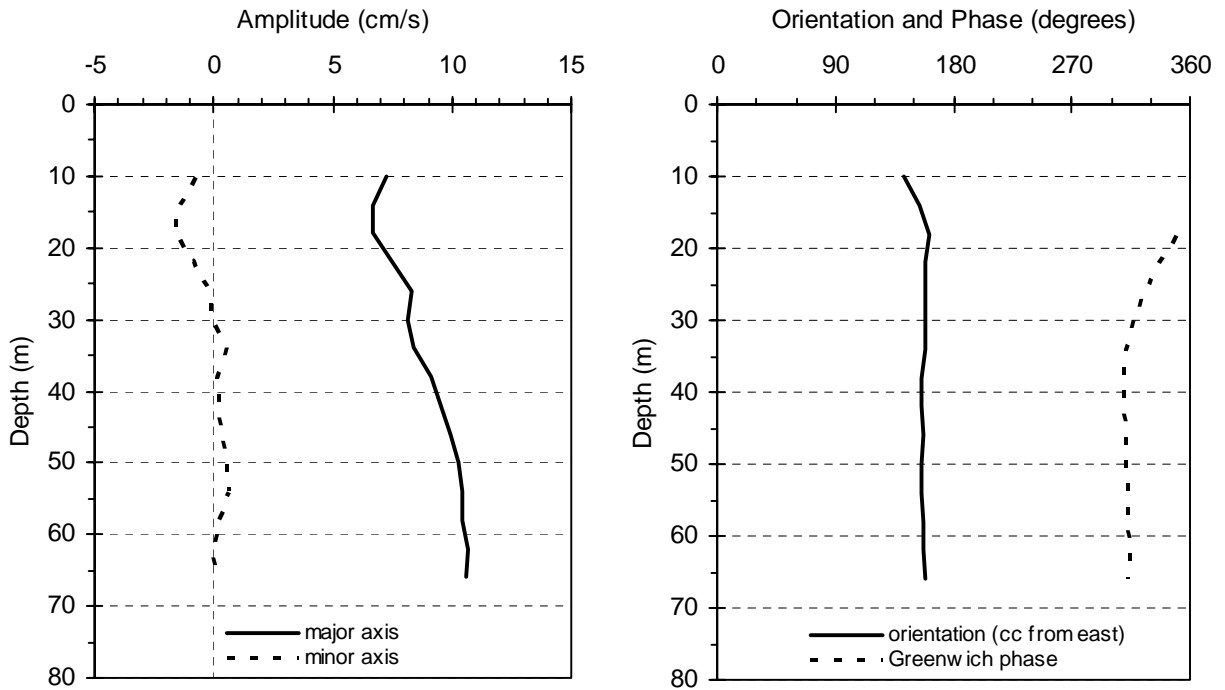 Amplitude (cm/s)
-5 0 5 10 15
0
10
20
30
40
50
60
70
80
Depth (m)
major axis
minor axis
Orientation and Phase (degrees)
0 90 180 270 360
0
10
20
30
40
50
60
70
80
Depth (m)
orientation (cc from east)
Greenwich phase